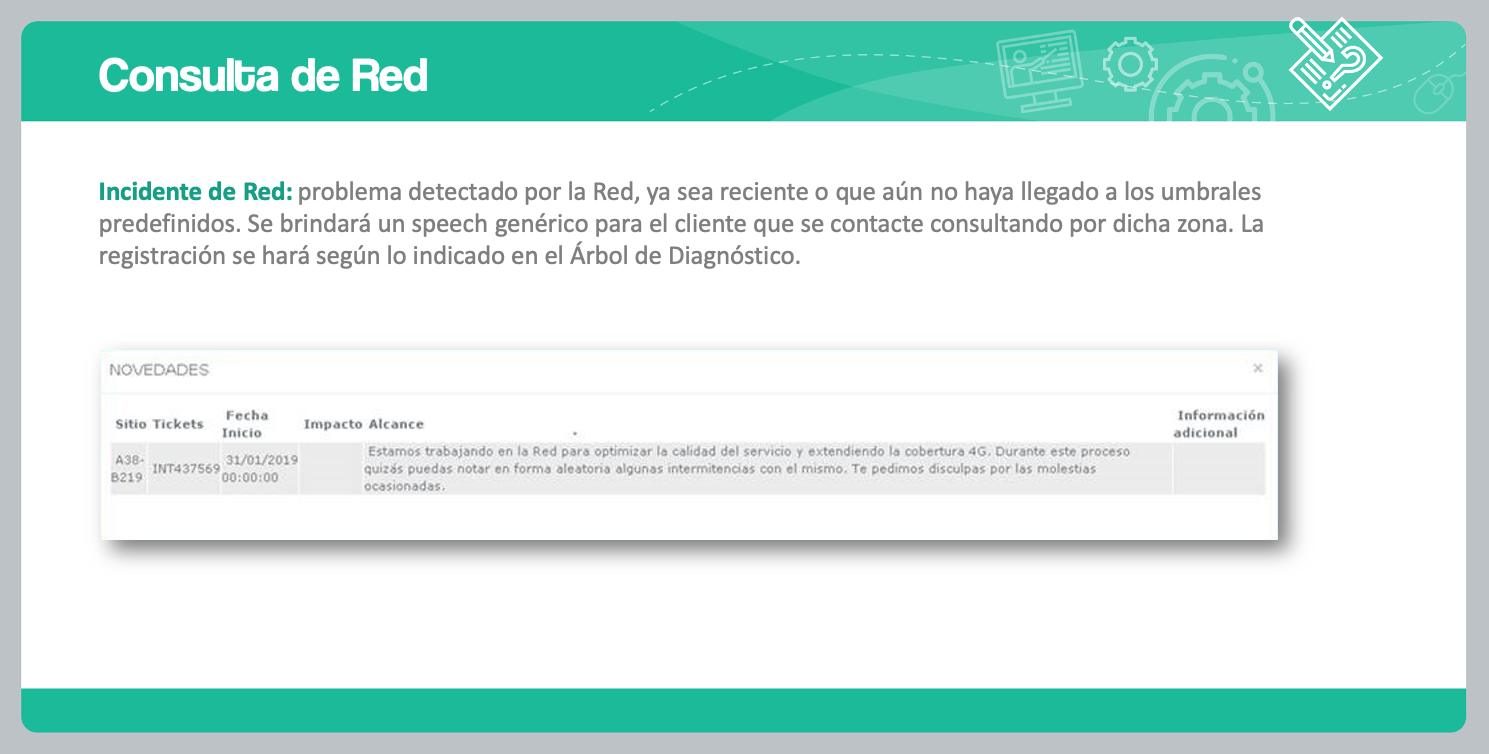 Consulta de Red
Incidente de Red: problema detectado por la Red, ya sea reciente o que aún no haya llegado a los umbrales
predefinidos. Se brindará un speech genérico para el cliente que se contacte consultando por dicha zona. La
registración se hará según lo indicado en el Árbol de Diagnóstico.
NOVEDADES ×
Sitio Tickets Fecha Inicio Impacto Alcance Información adicional
A38-B219 INT437569 31/01/2019 00:00:00
Estamos trabajando en la Red para optimizar la calidad del servicio y extendiendo la cobertura 4G. Durante este proceso
quizás puedas notar en forma aleatoria algunas intermitencias con el mismo. Te pedimos disculpas por las molestias
ocasionadas.